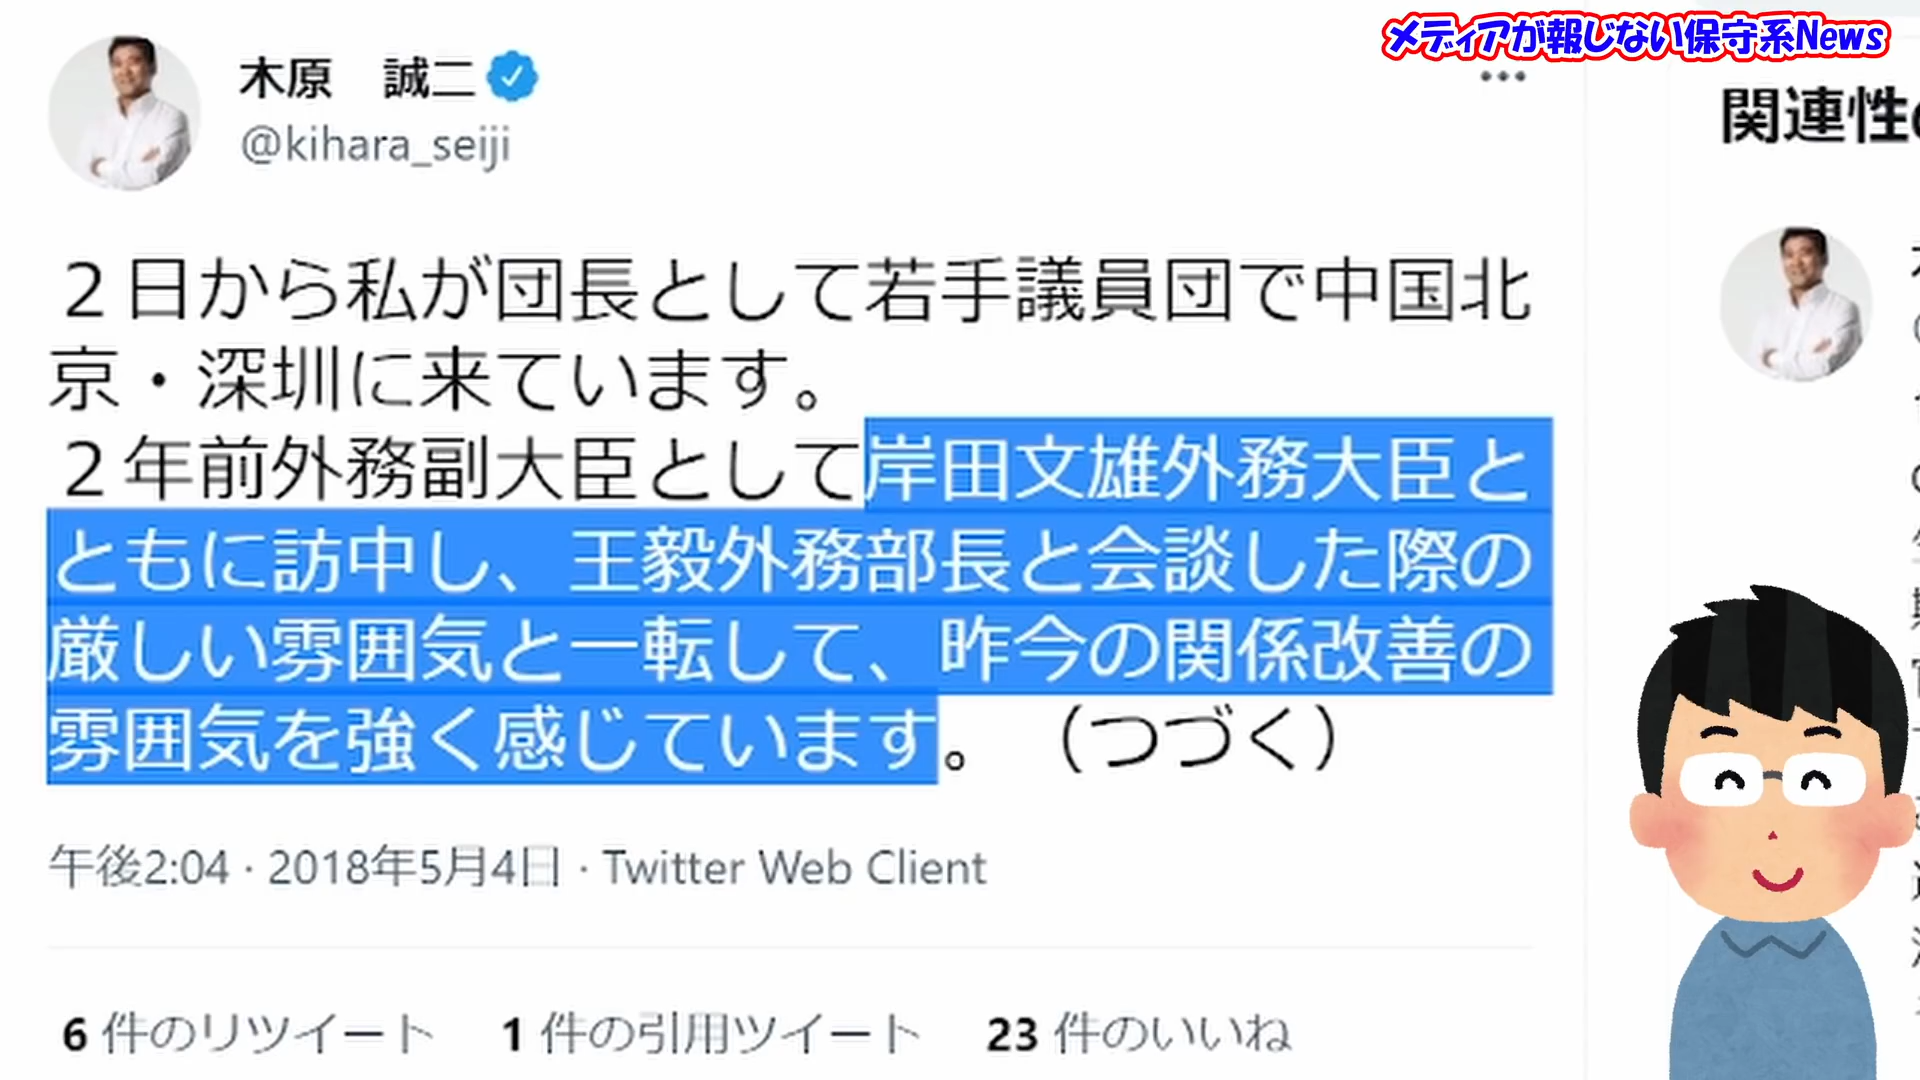 メディアが報じない保守系News
木原　誠二
@kihara_seiji
２日から私が団長として若手議員団で中国北
京・深圳に来ています。
２年前外務副大臣として岸田文雄外務大臣と
ともに訪中し、王毅外務部長と会談した際の
厳しい雰囲気と一転して、昨今の関係改善の
雰囲気を強く感じています。（つづく）
午後2:04 · 2018年5月4日 · Twitter Web Client
6 件のリツイート 1 件の引用ツイート 23 件のいいね
関連性